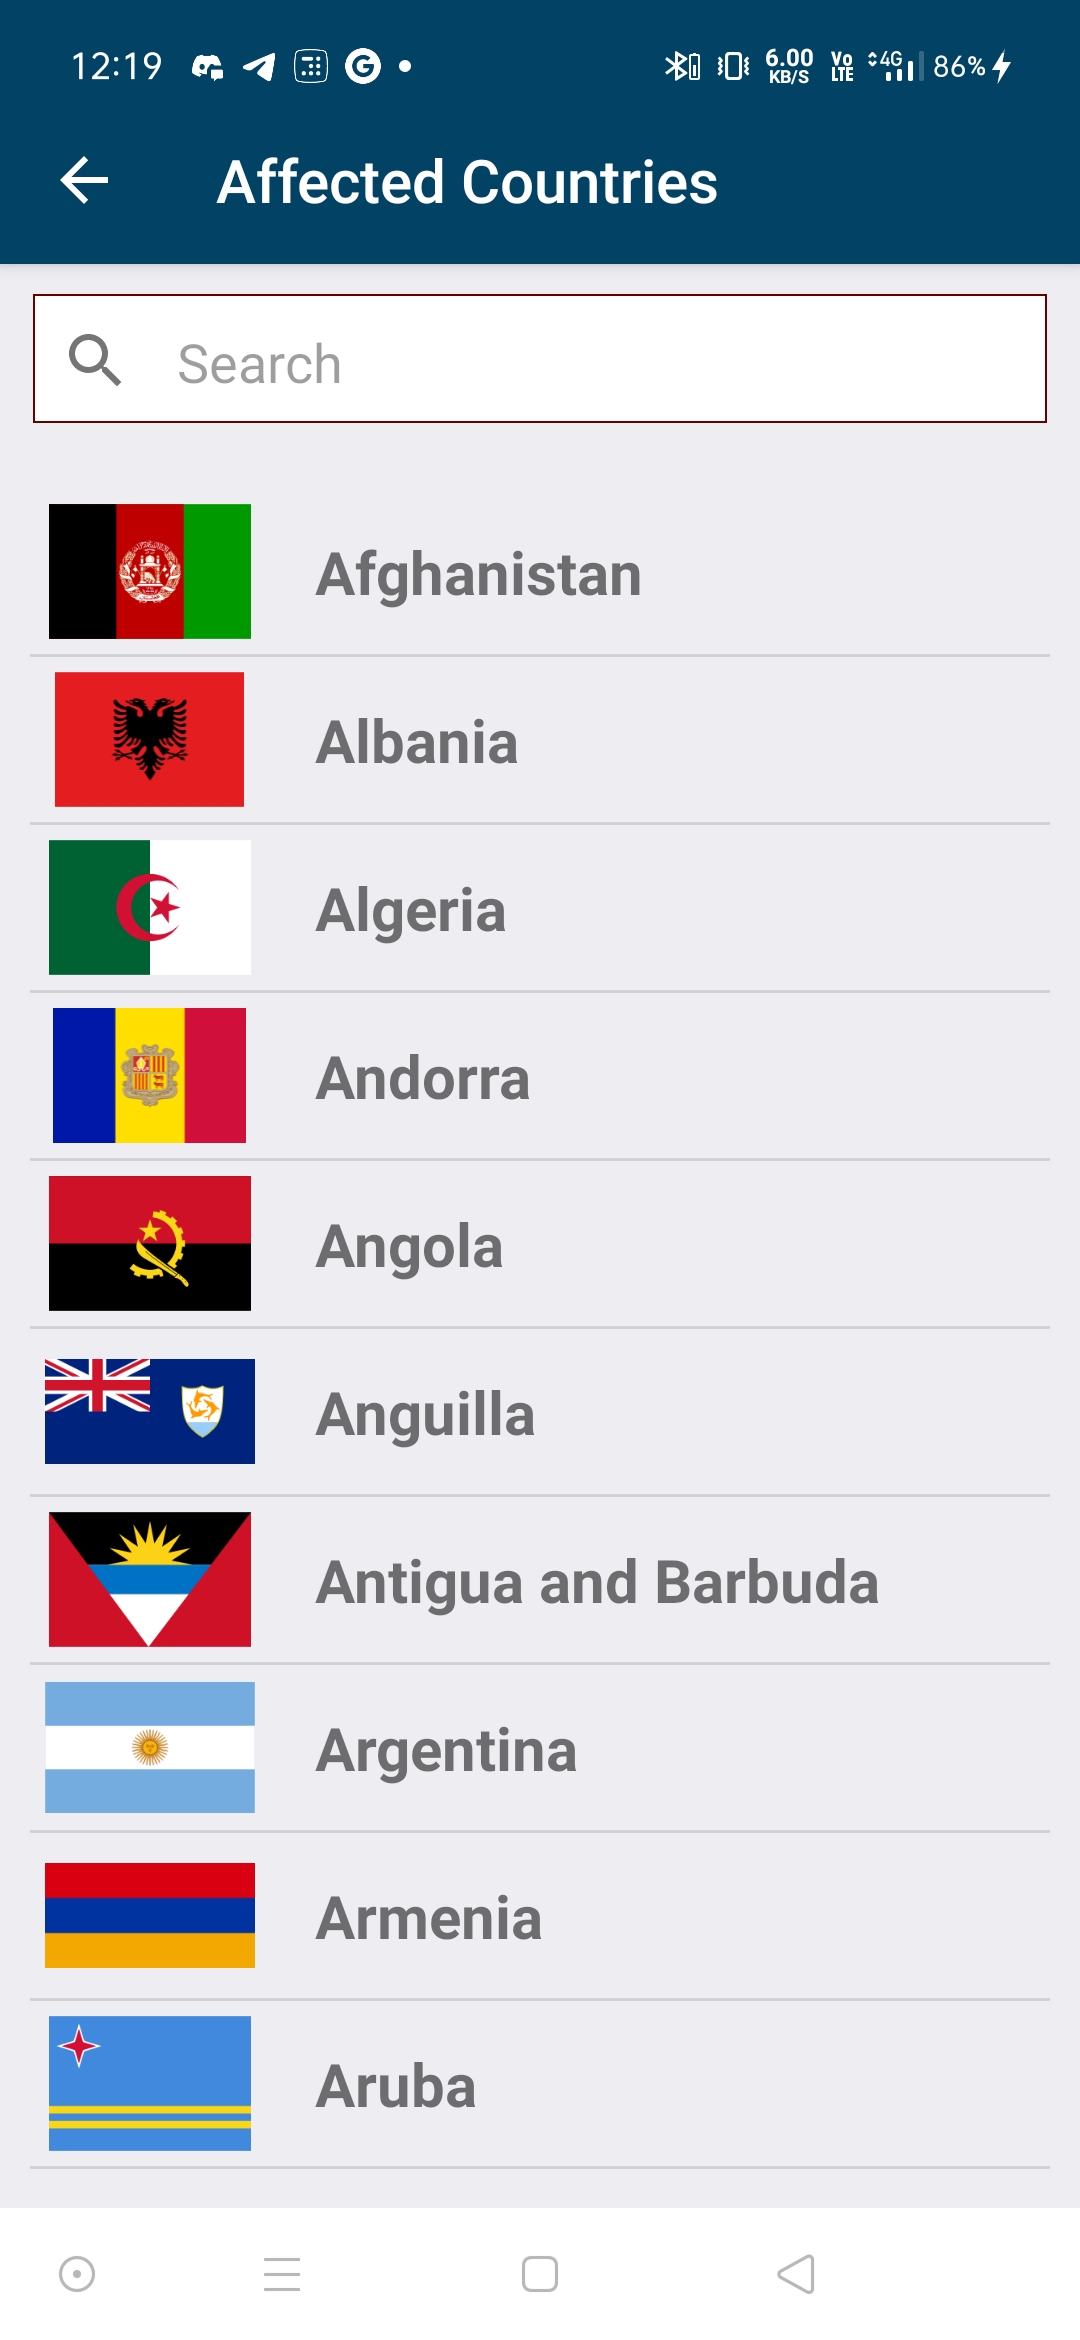 12:19 6.00 KB/S Vo LTE 4G 86%
Affected Countries
Search
Afghanistan
Albania
Algeria
Andorra
Angola
Anguilla
Antigua and Barbuda
Argentina
Armenia
Aruba